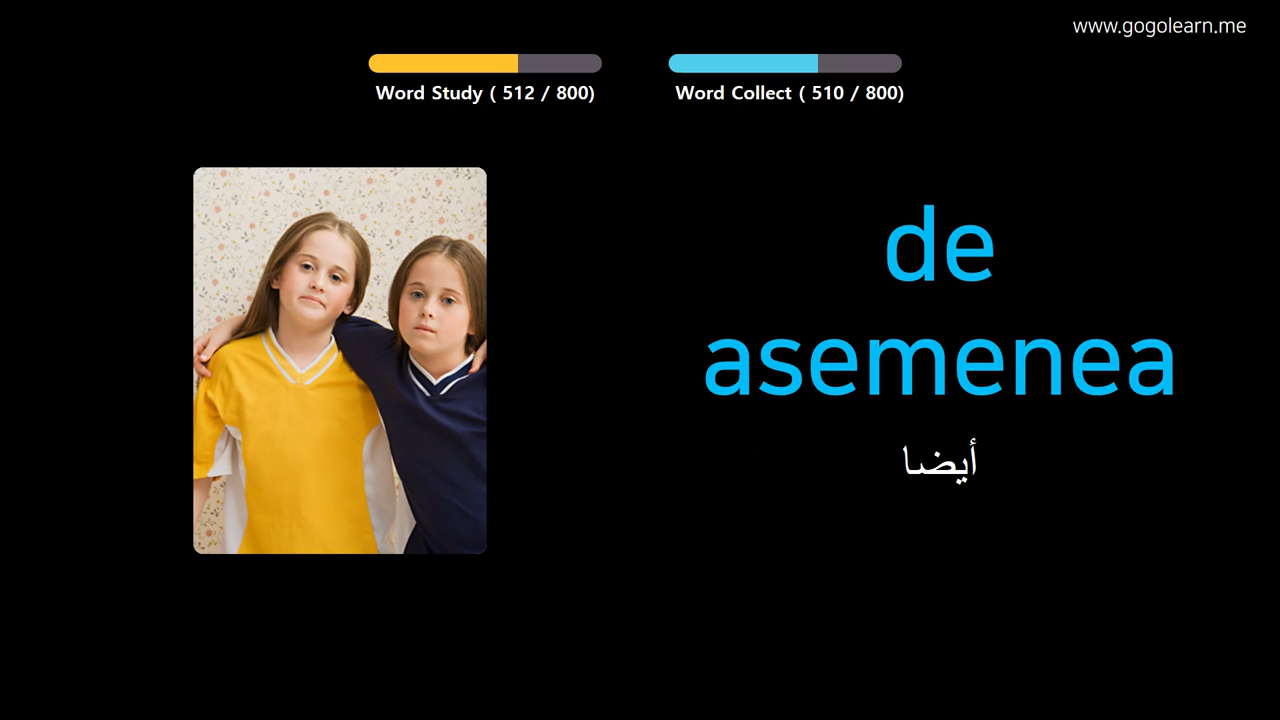 www.gogolearn.me
Word Study ( 512 / 800)
Word Collect ( 510 / 800)
de
asemenea
أيضا